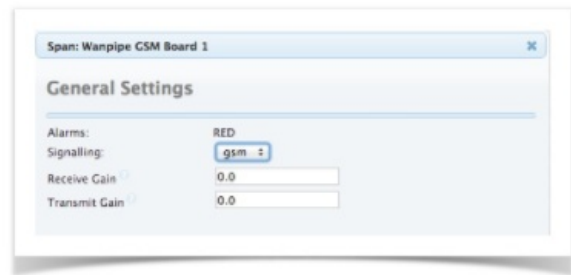 Span: Wanpipe GSM Board 1
General Settings
Alarms: RED
Signalling: gsm
Receive Gain 0.0
Transmit Gain 0.0